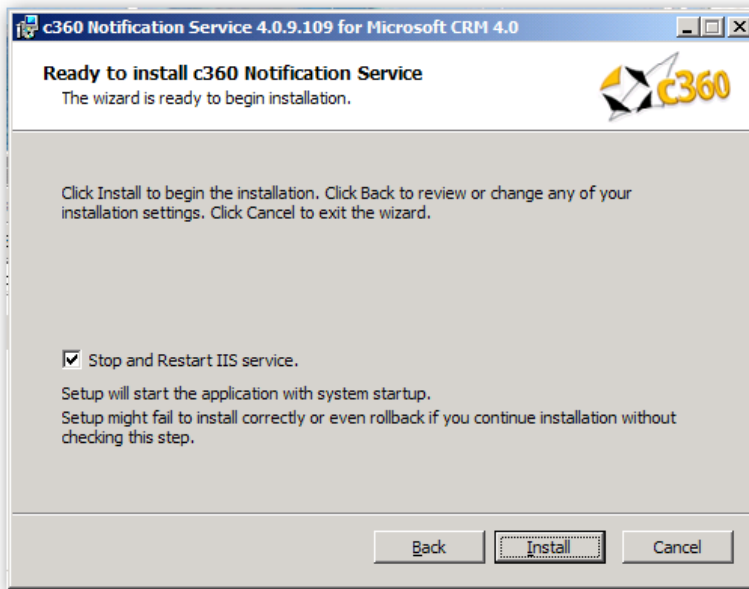 c360 Notification Service 4.0.9.109 for Microsoft CRM 4.0
Ready to install c360 Notification Service
The wizard is ready to begin installation.
c360
Click Install to begin the installation. Click Back to review or change any of your
installation settings. Click Cancel to exit the wizard.
Stop and Restart IIS service.
Setup will start the application with system startup.
Setup might fail to install correctly or even rollback if you continue installation without
checking this step.
Back
Install
Cancel